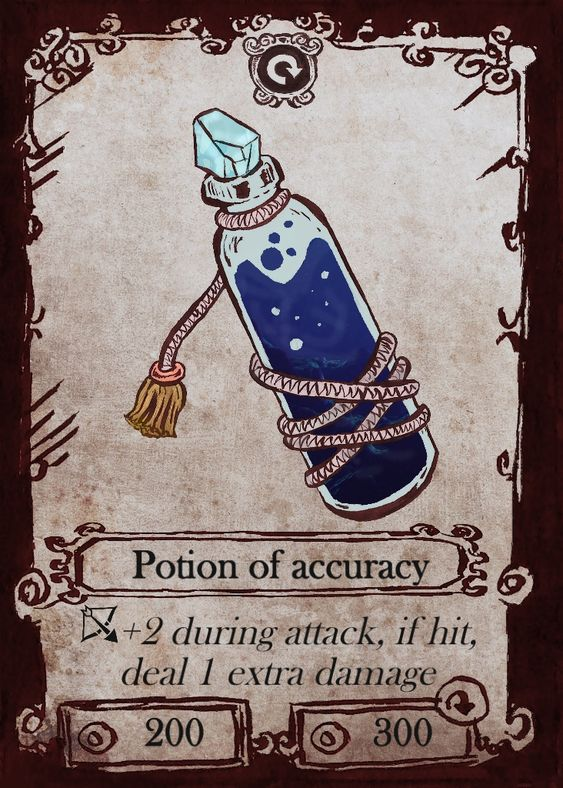 Potion of accuracy
+2 during attack, if hit,
deal 1 extra damage
200 300